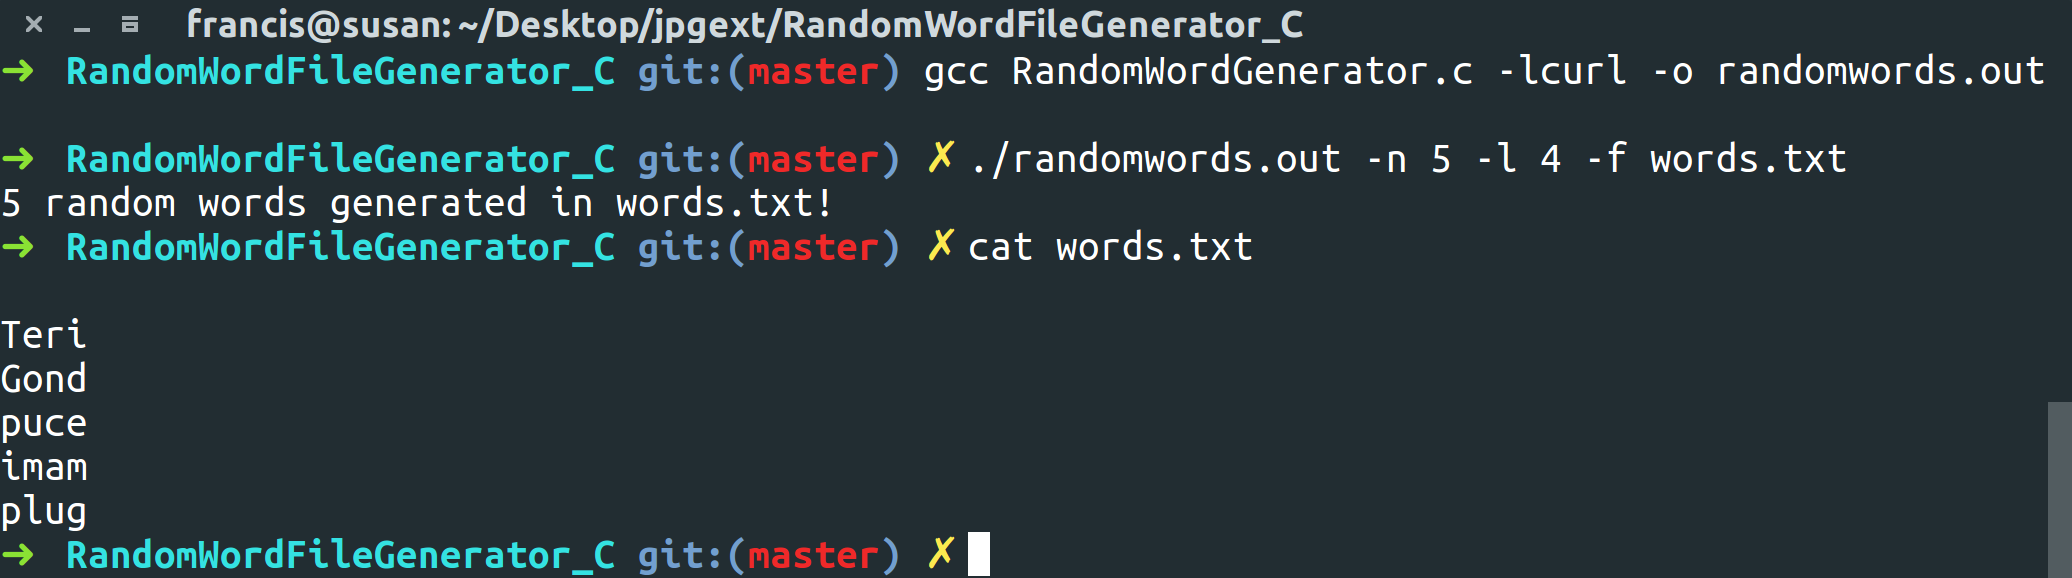 francis@susan: ~/Desktop/jpgext/RandomWordFileGenerator_C
➜ RandomWordFileGenerator_C git:(master) gcc RandomWordGenerator.c -lcurl -o randomwords.out
➜ RandomWordFileGenerator_C git:(master) ✗ ./randomwords.out -n 5 -l 4 -f words.txt
5 random words generated in words.txt!
➜ RandomWordFileGenerator_C git:(master) ✗ cat words.txt
Teri
Gond
puce
imam
plug
➜ RandomWordFileGenerator_C git:(master) ✗